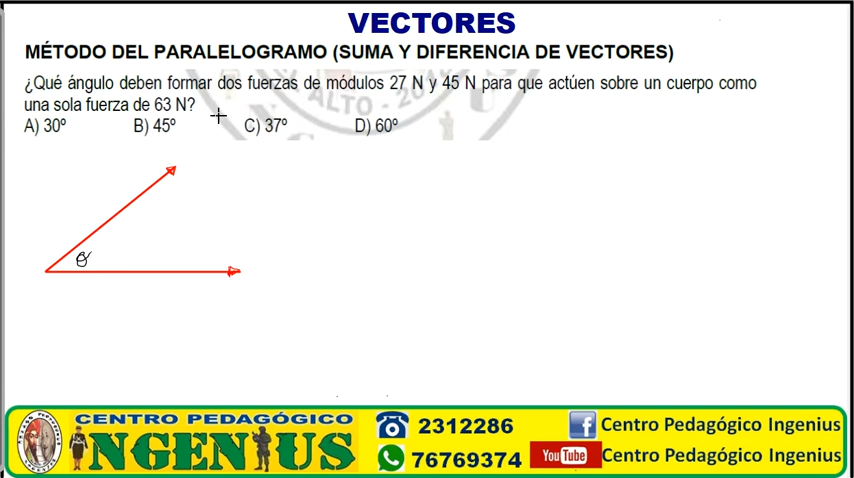 VECTORES
MÉTODO DEL PARALELOGRAMO (SUMA Y DIFERENCIA DE VECTORES)
¿Qué ángulo deben formar dos fuerzas de módulos 27 N y 45 N para que actúen sobre un cuerpo como
una sola fuerza de 63 N?
A) 30º B) 45º C) 37º D) 60º
ALTO - 20
θ
CENTRO PEDAGÓGICO
INGENIUS
2312286
76769374
Centro Pedagógico Ingenius
YouTube Centro Pedagógico Ingenius